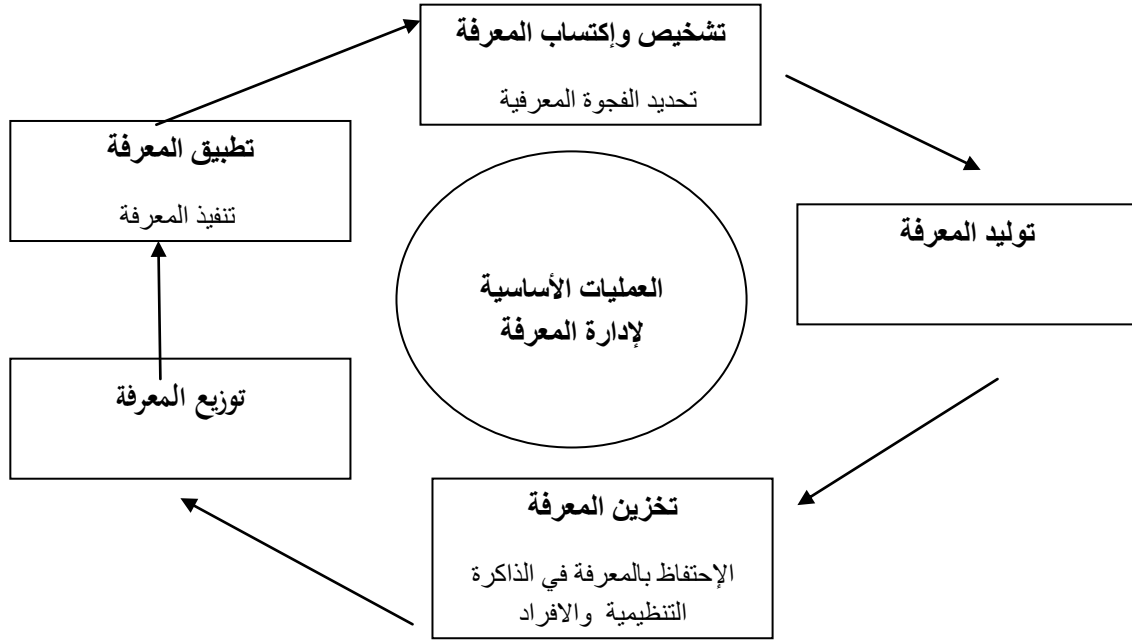 تشخيص وإكتساب المعرفة
تحديد الفجوة المعرفية
توليد المعرفة
تخزين المعرفة
الإحتفاظ بالمعرفة في الذاكرة
التنظيمية والافراد
توزيع المعرفة
تطبيق المعرفة
تنفيذ المعرفة
العمليات الأساسية
لإدارة المعرفة